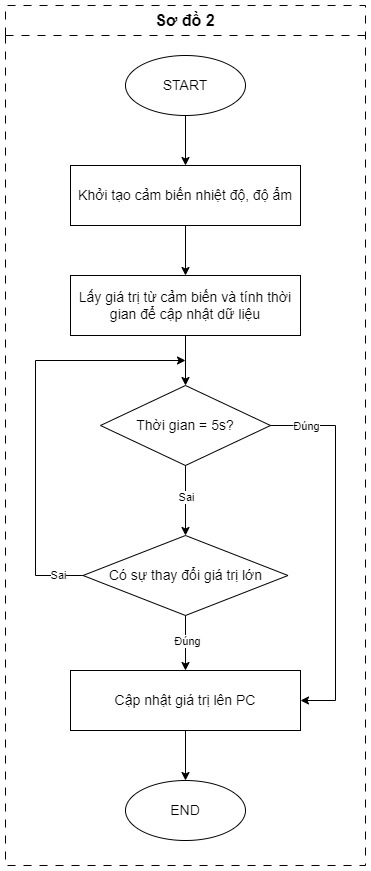 Sơ đồ 2
START
Khởi tạo cảm biến nhiệt độ, độ ẩm
Lấy giá trị từ cảm biến và tính thời
gian để cập nhật dữ liệu
Thời gian = 5s?
Đúng
Sai
Có sự thay đổi giá trị lớn
Sai
Đúng
Cập nhật giá trị lên PC
END